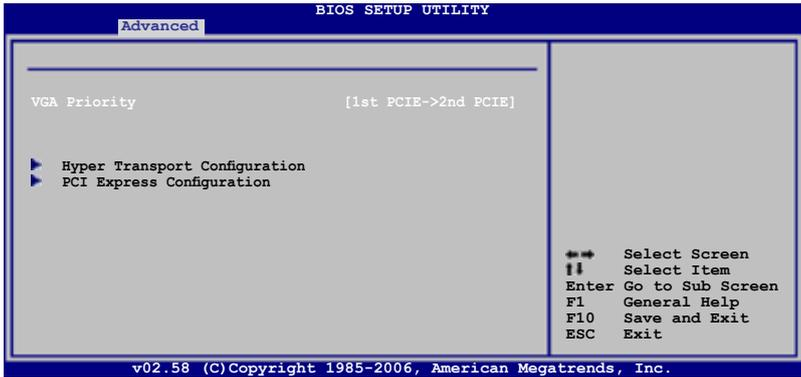 BIOS SETUP UTILITY
Advanced
VGA Priority [1st PCIE->2nd PCIE]
Hyper Transport Configuration
PCI Express Configuration
Select Screen
Select Item
Enter Go to Sub Screen
F1 General Help
F10 Save and Exit
ESC Exit
v02.58 (C)Copyright 1985-2006, American Megatrends, Inc.